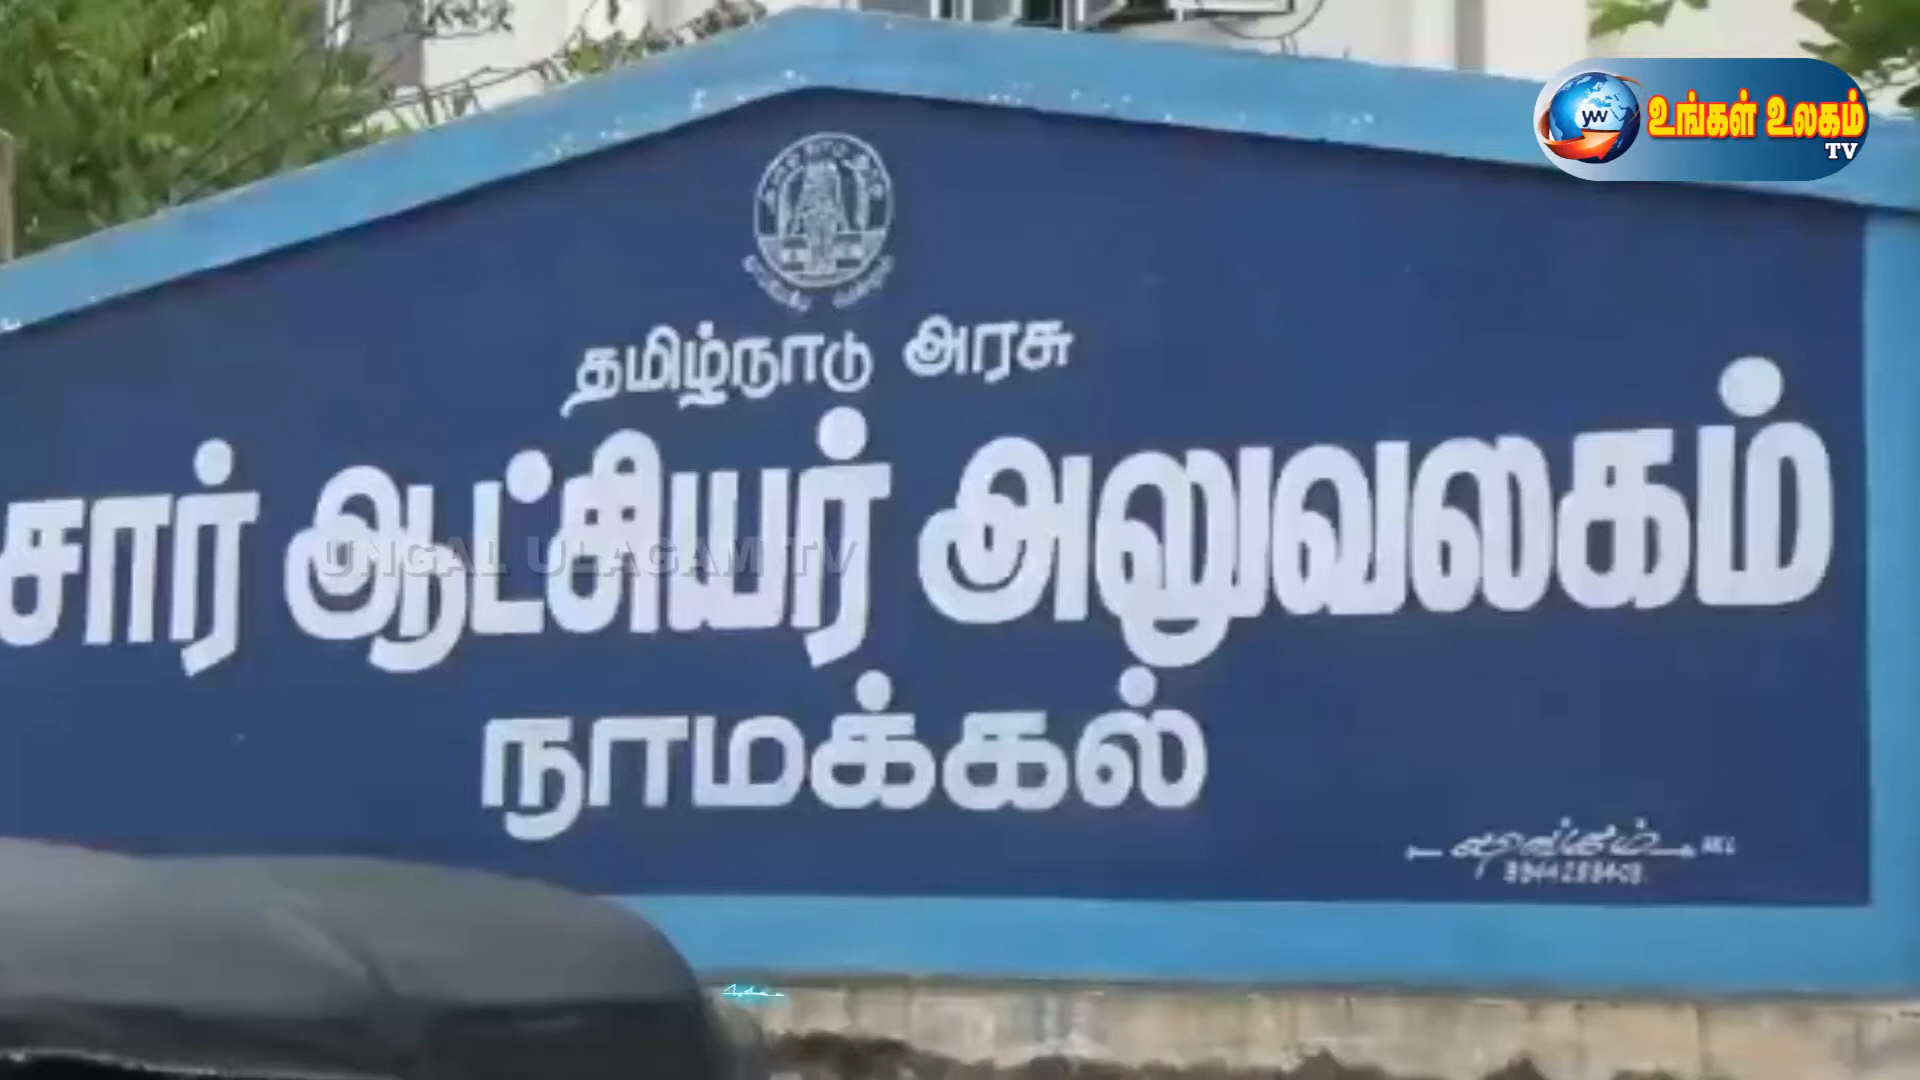 உங்கள் உலகம்
TV
தமிழ்நாடு அரசு
சார் ஆட்சியர் அலுவலகம்
UNGAL ULAGAM TV
நாமக்கல்